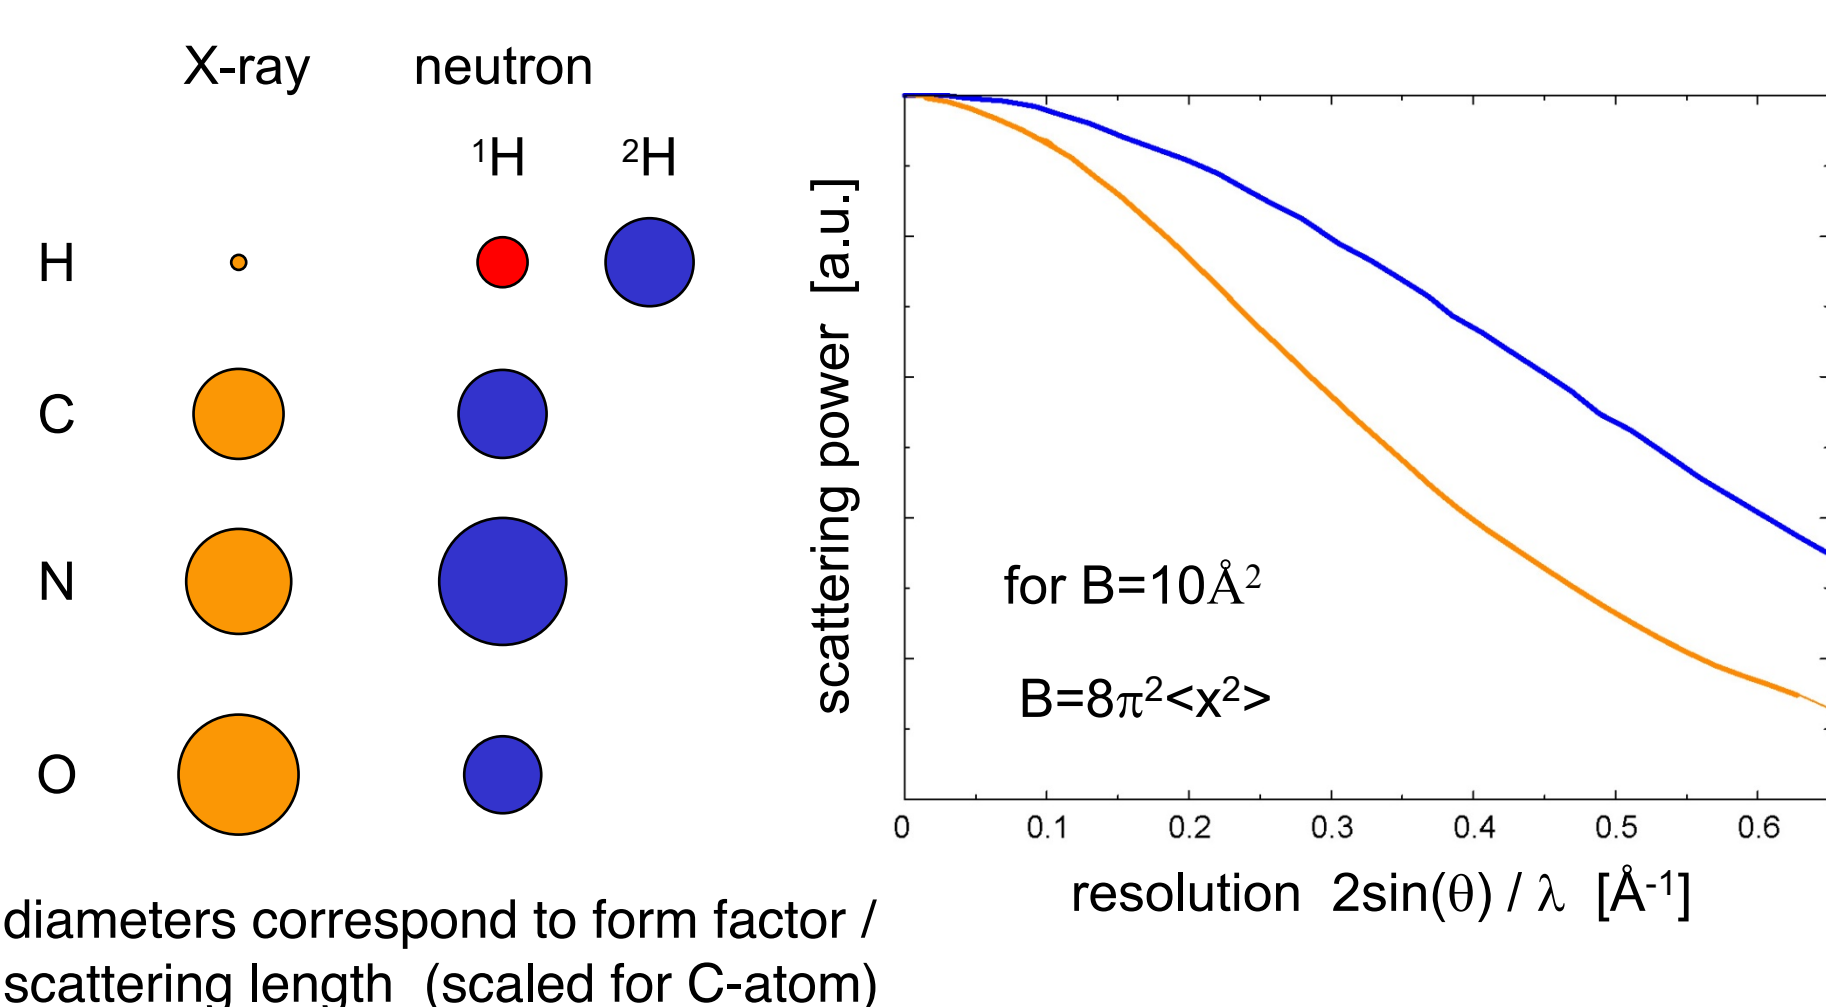 X-ray neutron
¹H ²H
H
C
N
O
diameters correspond to form factor /
scattering length (scaled for C-atom)
scattering power [a.u.]
for B=10Å²
B=8π²<x²>
0 0.1 0.2 0.3 0.4 0.5 0.6
resolution 2sin(θ) / λ [Å⁻¹]